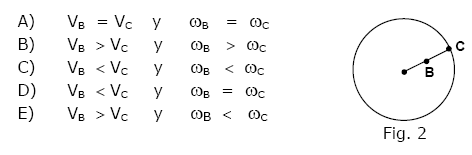 A) V_B = V_C y ω_B = ω_C
B) V_B > V_C y ω_B > ω_C
C) V_B < V_C y ω_B < ω_C
D) V_B < V_C y ω_B = ω_C
E) V_B > V_C y ω_B < ω_C
C
B
Fig. 2